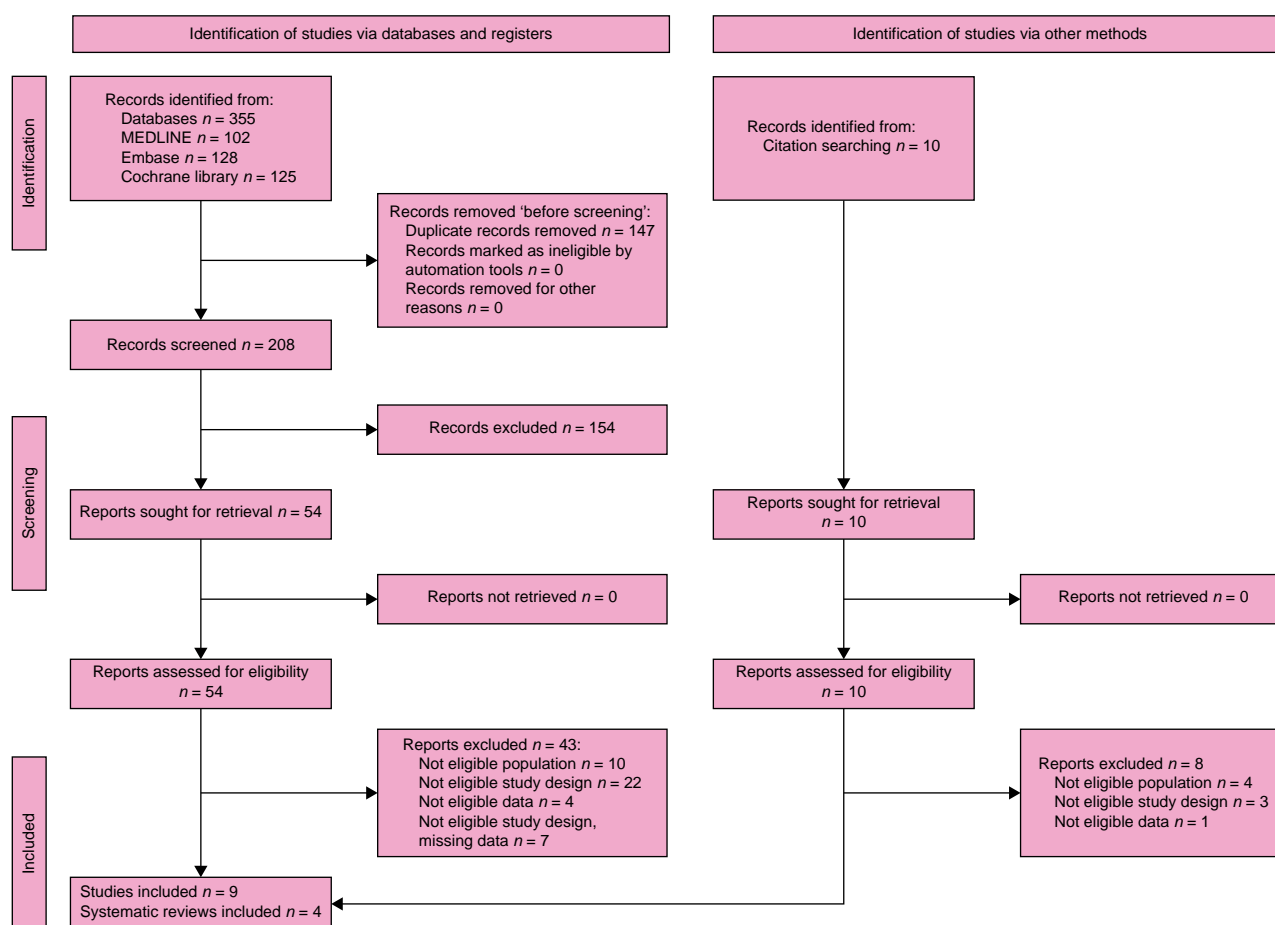 Identification of studies via databases and registers
Identification of studies via other methods
Identification
Records identified from:
Databases n = 355
MEDLINE n = 102
Embase n = 128
Cochrane library n = 125
Records identified from:
Citation searching n = 10
Records removed ‘before screening’:
Duplicate records removed n = 147
Records marked as ineligible by
automation tools n = 0
Records removed for other
reasons n = 0
Records screened n = 208
Screening
Records excluded n = 154
Reports sought for retrieval n = 54
Reports sought for retrieval
n = 10
Reports not retrieved n = 0
Reports not retrieved n = 0
Reports assessed for eligibility
n = 54
Reports assessed for eligibility
n = 10
Included
Reports excluded n = 43:
Not eligible population n = 10
Not eligible study design n = 22
Not eligible data n = 4
Not eligible study design,
missing data n = 7
Reports excluded n = 8
Not eligible population n = 4
Not eligible study design n = 3
Not eligible data n = 1
Studies included n = 9
Systematic reviews included n = 4